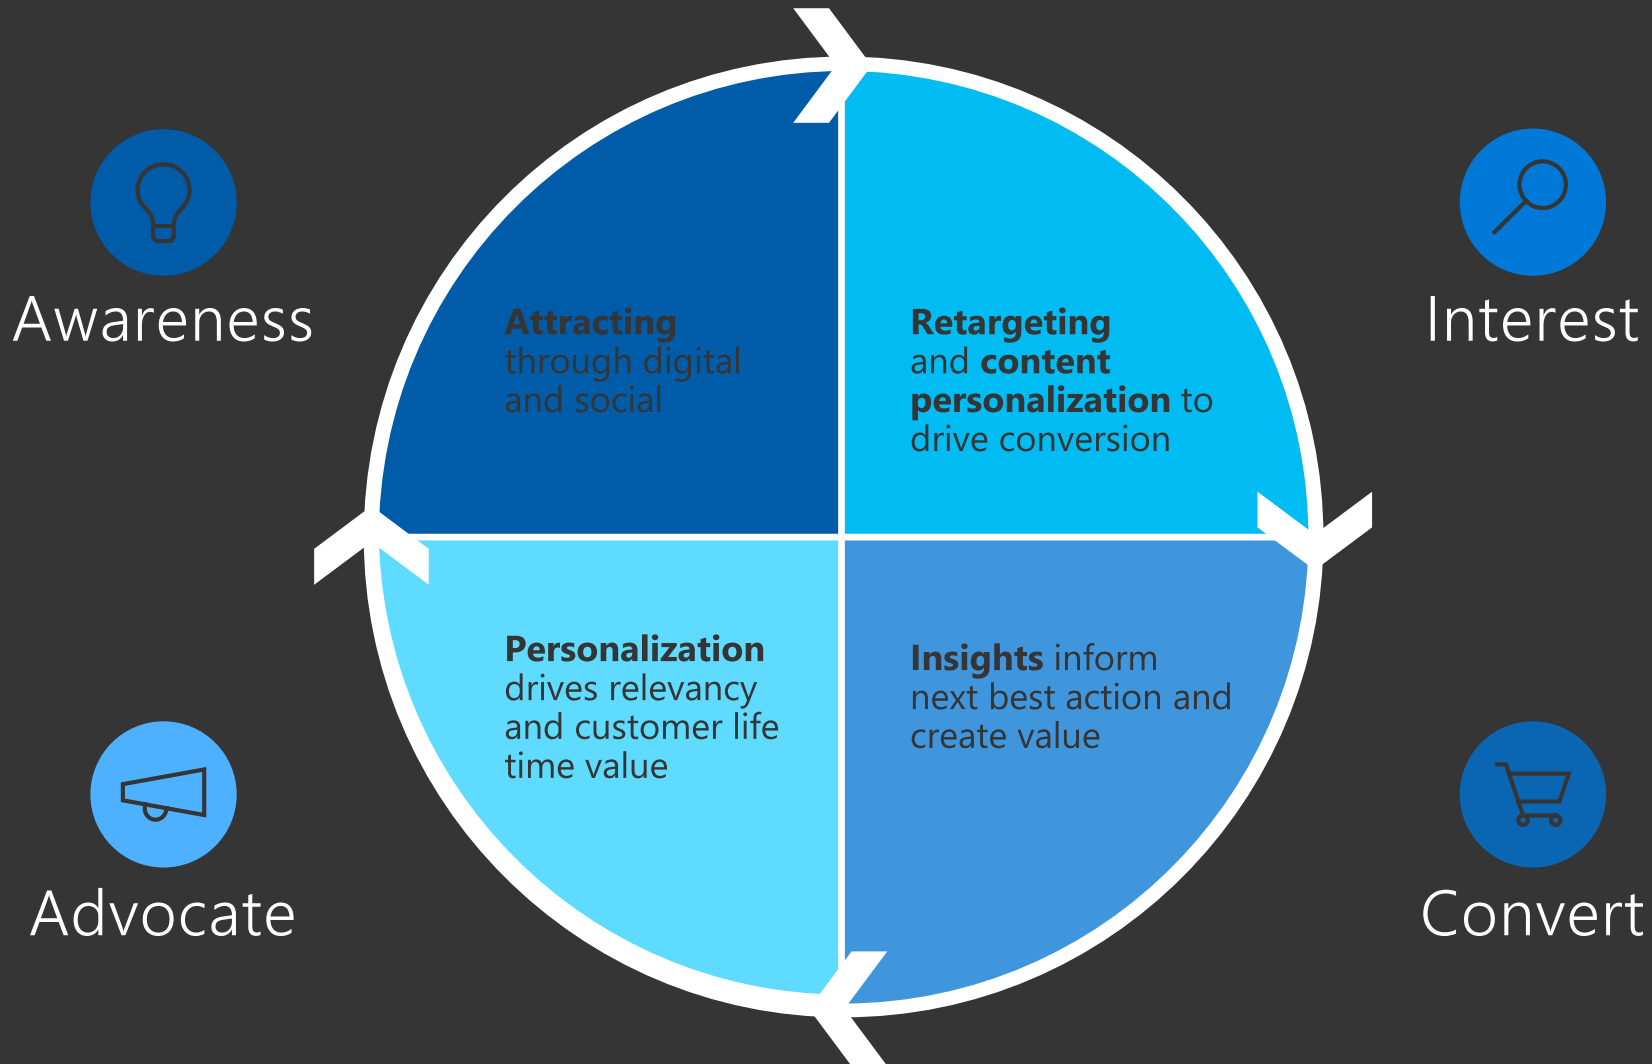 Awareness
Attracting
through digital
and social
Retargeting
and content
personalization to
drive conversion
Interest
Advocate
Personalization
drives relevancy
and customer life
time value
Insights inform
next best action and
create value
Convert